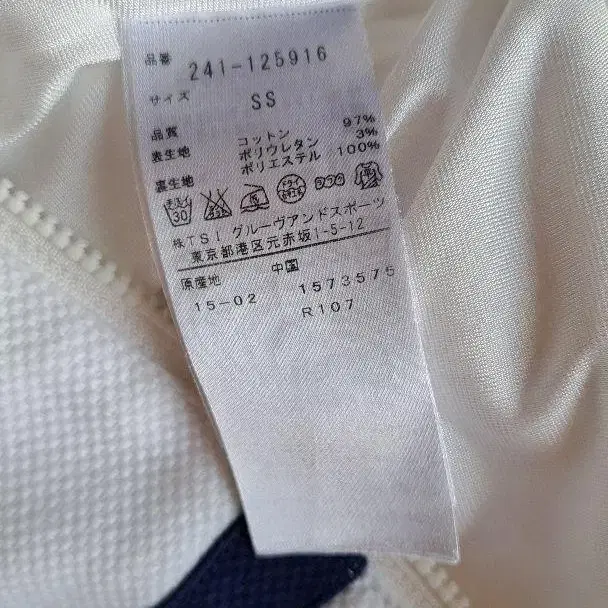 品番 241-125916
サイズ SS
品質
表生地 コットン 97%
ポリウレタン 3%
裏生地 ポリエステル 100%
30
㈱TSI グルーヴアンドスポーツ
東京都港区元赤坂1-5-12
原産地 中国
15-02 1573575
R107